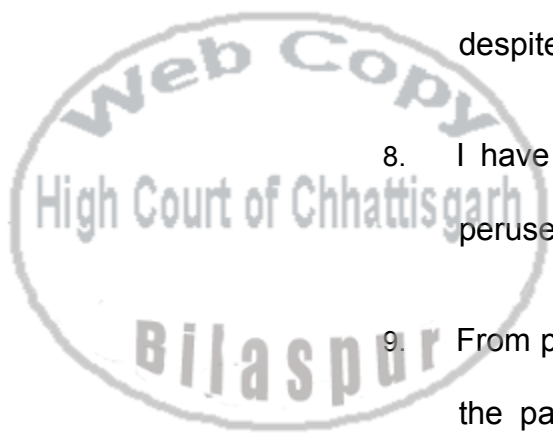 despite
Web Copy
8. I have
High Court of Chhattisgarh
peruse
Bilaspur
9. From p
the pa